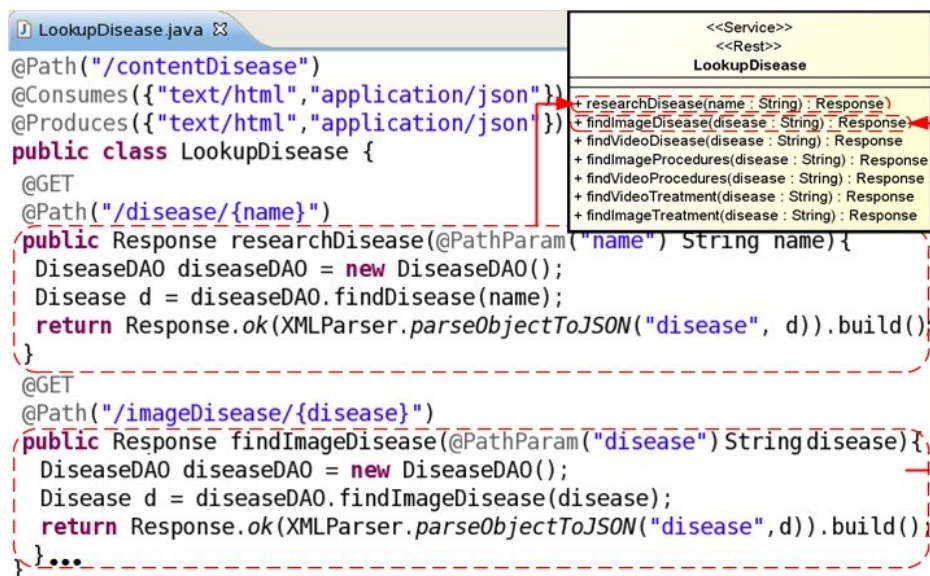 LookupDisease.java
@Path("/contentDisease")
@Consumes({"text/html","application/json"})
@Produces({"text/html","application/json"})
public class LookupDisease {
@GET
@Path("/disease/{name}")
public Response researchDisease(@PathParam("name") String name){
DiseaseDAO diseaseDAO = new DiseaseDAO();
Disease d = diseaseDAO.findDisease(name);
return Response.ok(XMLParser.parseObjectToJSON("disease", d)).build();
}
@GET
@Path("/imageDisease/{disease}")
public Response findImageDisease(@PathParam("disease")String disease){
DiseaseDAO diseaseDAO = new DiseaseDAO();
Disease d = diseaseDAO.findImageDisease(disease);
return Response.ok(XMLParser.parseObjectToJSON("disease",d)).build();
}...
}
<<Service>>
<<Rest>>
LookupDisease
+ researchDisease(name : String) : Response
+ findImageDisease(disease : String) : Response
+ findVideoDisease(disease : String) : Response
+ findImageProcedures(disease : String) : Response
+ findVideoProcedures(disease : String) : Response
+ findVideoTreatment(disease : String) : Response
+ findImageTreatment(disease : String) : Response